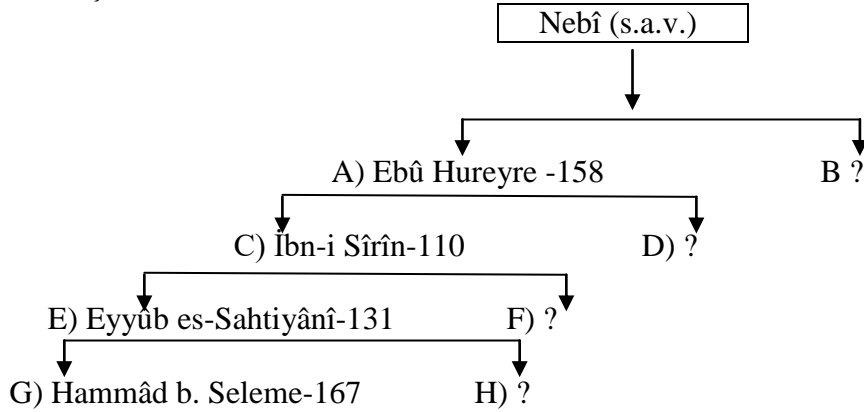 Nebî (s.a.v.)
A) Ebû Hureyre -158 B ?
C) İbn-i Sîrîn-110 D) ?
E) Eyyûb es-Sahtiyânî-131 F) ?
G) Hammâd b. Seleme-167 H) ?